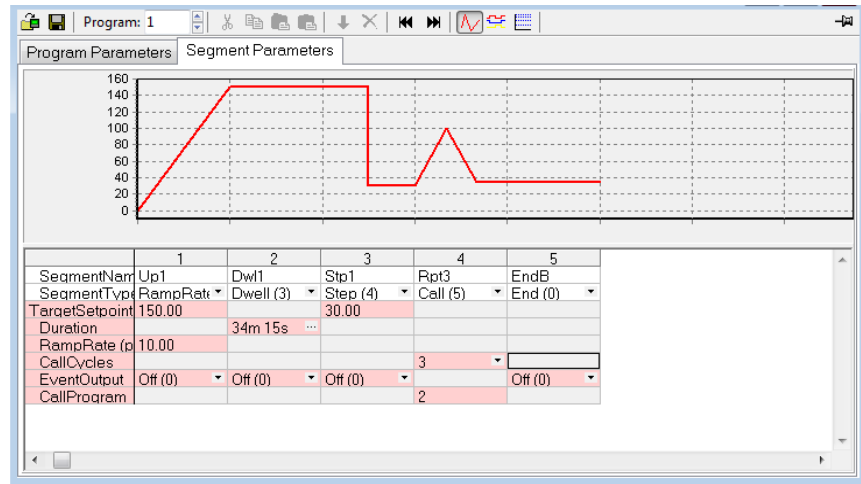 Program: 1
Program Parameters Segment Parameters
160
140
120
100
80
60
40
20
0
1 2 3 4 5
SegmentNam Up1 Dwl1 Stp1 Rpt3 EndB
SegmentType RampRate Dwell (3) Step (4) Call (5) End (0)
TargetSetpoint 150.00 30.00
Duration 34m 15s ...
RampRate (p 10.00
CallCycles 3
EventOutput Off (0) Off (0) Off (0) Off (0)
CallProgram 2